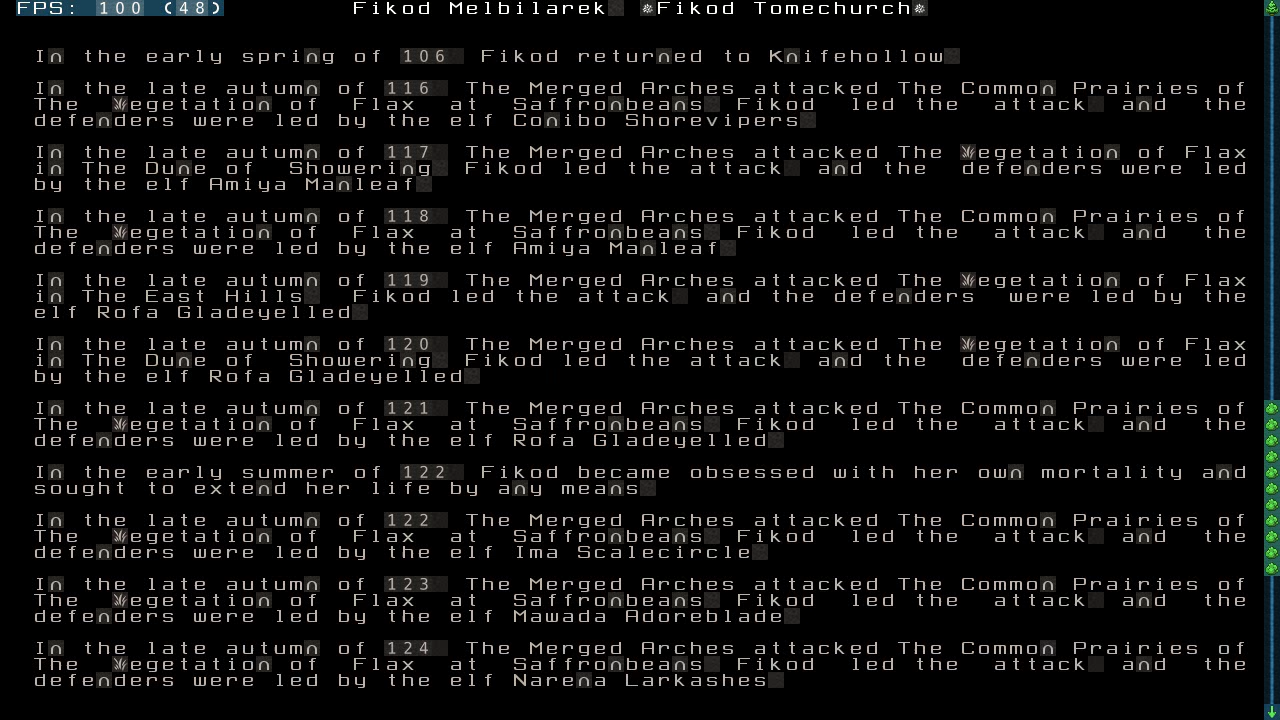 FPS: 100 (48)
Fikod Melbilarek, "Fikod Tomechurch"
In the early spring of 106, Fikod returned to Knifehollow.
In the late autumn of 116, The Merged Arches attacked The Common Prairies of
The Vegetation of Flax at Saffronbeans. Fikod led the attack, and the
defenders were led by the elf Conibo Shorevipers.
In the late autumn of 117, The Merged Arches attacked The Vegetation of Flax
in The Dune of Showering. Fikod led the attack, and the defenders were led
by the elf Amiya Manleaf.
In the late autumn of 118, The Merged Arches attacked The Common Prairies of
The Vegetation of Flax at Saffronbeans. Fikod led the attack, and the
defenders were led by the elf Amiya Manleaf.
In the late autumn of 119, The Merged Arches attacked The Vegetation of Flax
in The East Hills. Fikod led the attack, and the defenders were led by the
elf Rofa Gladeyelled.
In the late autumn of 120, The Merged Arches attacked The Vegetation of Flax
in The Dune of Showering. Fikod led the attack, and the defenders were led
by the elf Rofa Gladeyelled.
In the late autumn of 121, The Merged Arches attacked The Common Prairies of
The Vegetation of Flax at Saffronbeans. Fikod led the attack, and the
defenders were led by the elf Rofa Gladeyelled.
In the early summer of 122, Fikod became obsessed with her own mortality and
sought to extend her life by any means.
In the late autumn of 122, The Merged Arches attacked The Common Prairies of
The Vegetation of Flax at Saffronbeans. Fikod led the attack, and the
defenders were led by the elf Ima Scalecircle.
In the late autumn of 123, The Merged Arches attacked The Common Prairies of
The Vegetation of Flax at Saffronbeans. Fikod led the attack, and the
defenders were led by the elf Mawada Adoreblade.
In the late autumn of 124, The Merged Arches attacked The Common Prairies of
The Vegetation of Flax at Saffronbeans. Fikod led the attack, and the
defenders were led by the elf Narena Larkashes.